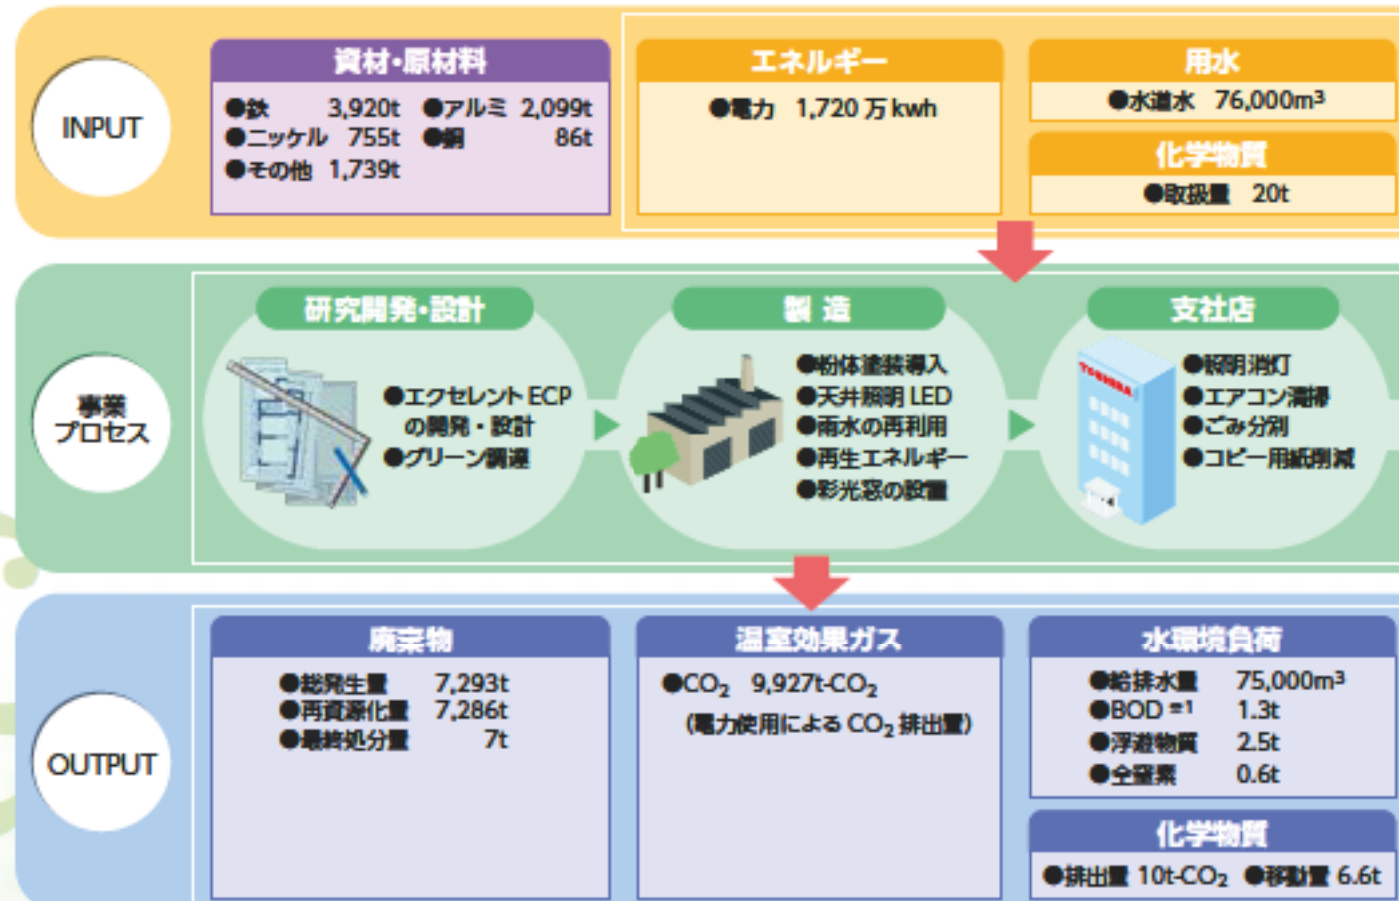 INPUT
資材・原材料
●鉄 3,920t ●アルミ 2,099t
●ニッケル 755t ●銅 86t
●その他 1,739t
エネルギー
●電力 1,720 万 kwh
用水
●水道水 76,000m³
化学物質
●取扱量 20t
事業
プロセス
研究開発・設計
●エクセレント ECP
の開発・設計
●グリーン調達
製 造
●粉体塗装導入
●天井照明 LED
●雨水の再利用
●再生エネルギー
●彩光窓の設置
支社店
TOSHIBA
●照明消灯
●エアコン清掃
●ごみ分別
●コピー用紙削減
OUTPUT
廃棄物
●総発生量 7,293t
●再資源化量 7,286t
●最終処分量 7t
温室効果ガス
●CO₂ 9,927t-CO₂
(電力使用による CO₂ 排出量)
水環境負荷
●給排水量 75,000m³
●BOD ※1 1.3t
●浮遊物質 2.5t
●全窒素 0.6t
化学物質
●排出量 10t-CO₂ ●移動量 6.6t